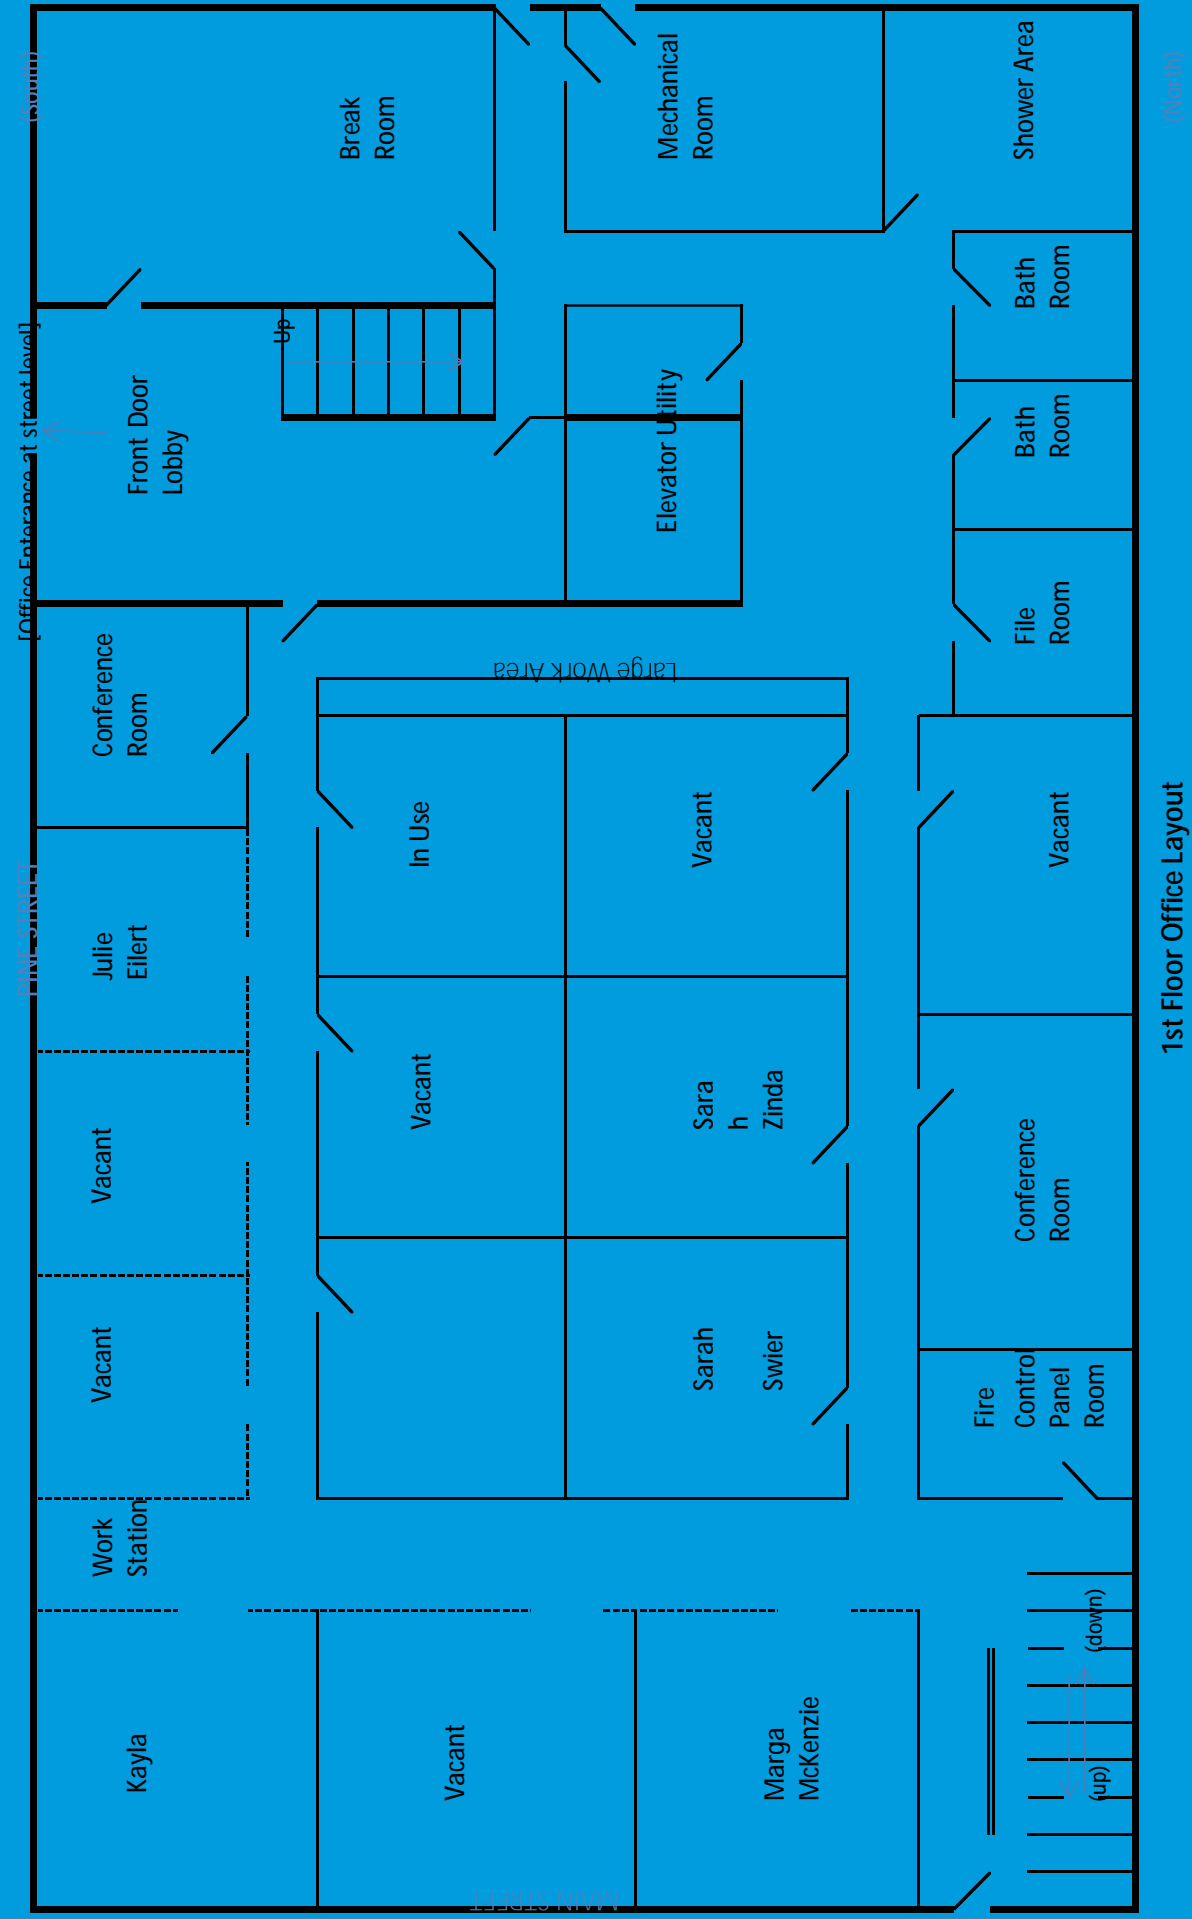 (South)
(North)
Break
Room
Mechanical
Room
Shower Area
Bath
Room
Up
[Office Enterance at street level]
Front Door
Lobby
Elevator Utility
Bath
Room
File
Room
Conference
Room
Large Work Area
In Use
Vacant
Vacant
PINE STREET
Julie
Eilert
1st Floor Office Layout
Vacant
Vacant
Sara
h
Zinda
Conference
Room
Vacant
Sarah
Swier
Fire
Control
Panel
Room
Work
Station
(down)
Kayla
Vacant
Marga
McKenzie
(up)
MAIN STREET